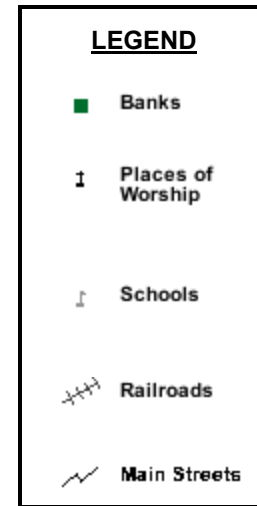 LEGEND
Banks
Places of
Worship
Schools
Railroads
Main Streets